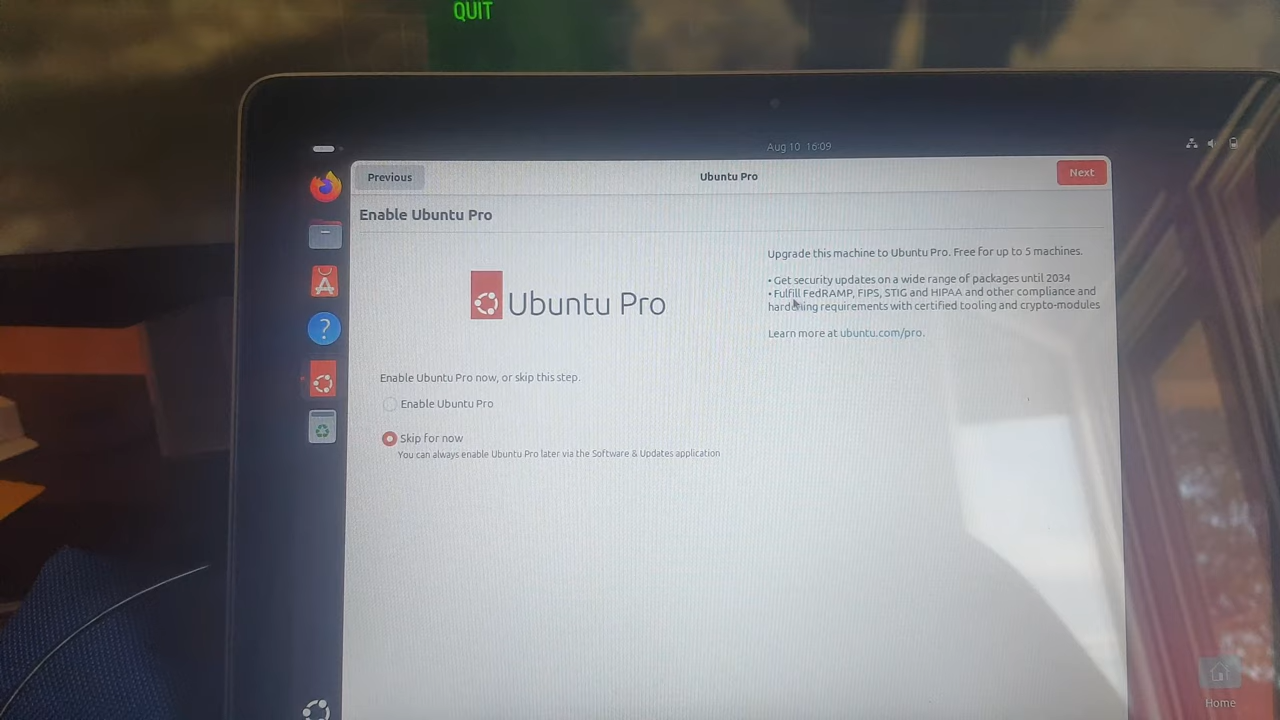 QUIT
Aug 10 16:09
Previous
Ubuntu Pro
Next
Enable Ubuntu Pro
Ubuntu Pro
Upgrade this machine to Ubuntu Pro. Free for up to 5 machines.
• Get security updates on a wide range of packages until 2034
• Fulfill FedRAMP, FIPS, STIG and HIPAA and other compliance and
hardening requirements with certified tooling and crypto-modules
Learn more at ubuntu.com/pro.
Enable Ubuntu Pro now, or skip this step.
Enable Ubuntu Pro
Skip for now
You can always enable Ubuntu Pro later via the Software & Updates application
Home